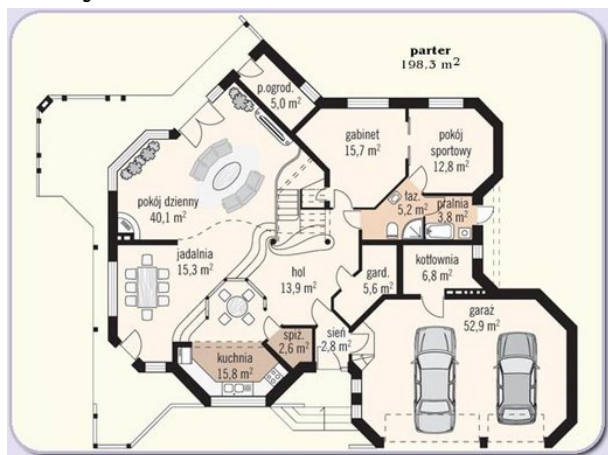 parter
198,3 m²
p.ogrod.
5,0 m²
gabinet
15,7 m²
pokój
sportowy
12,8 m²
pokój dzienny
40,1 m²
łaz.
5,2 m²
pralnia
3,8 m²
jadalnia
15,3 m²
hol
13,9 m²
gard.
5,6 m²
kotłownia
6,8 m²
garaż
52,9 m²
spiż.
2,6 m²
sień
2,8 m²
kuchnia
15,8 m²